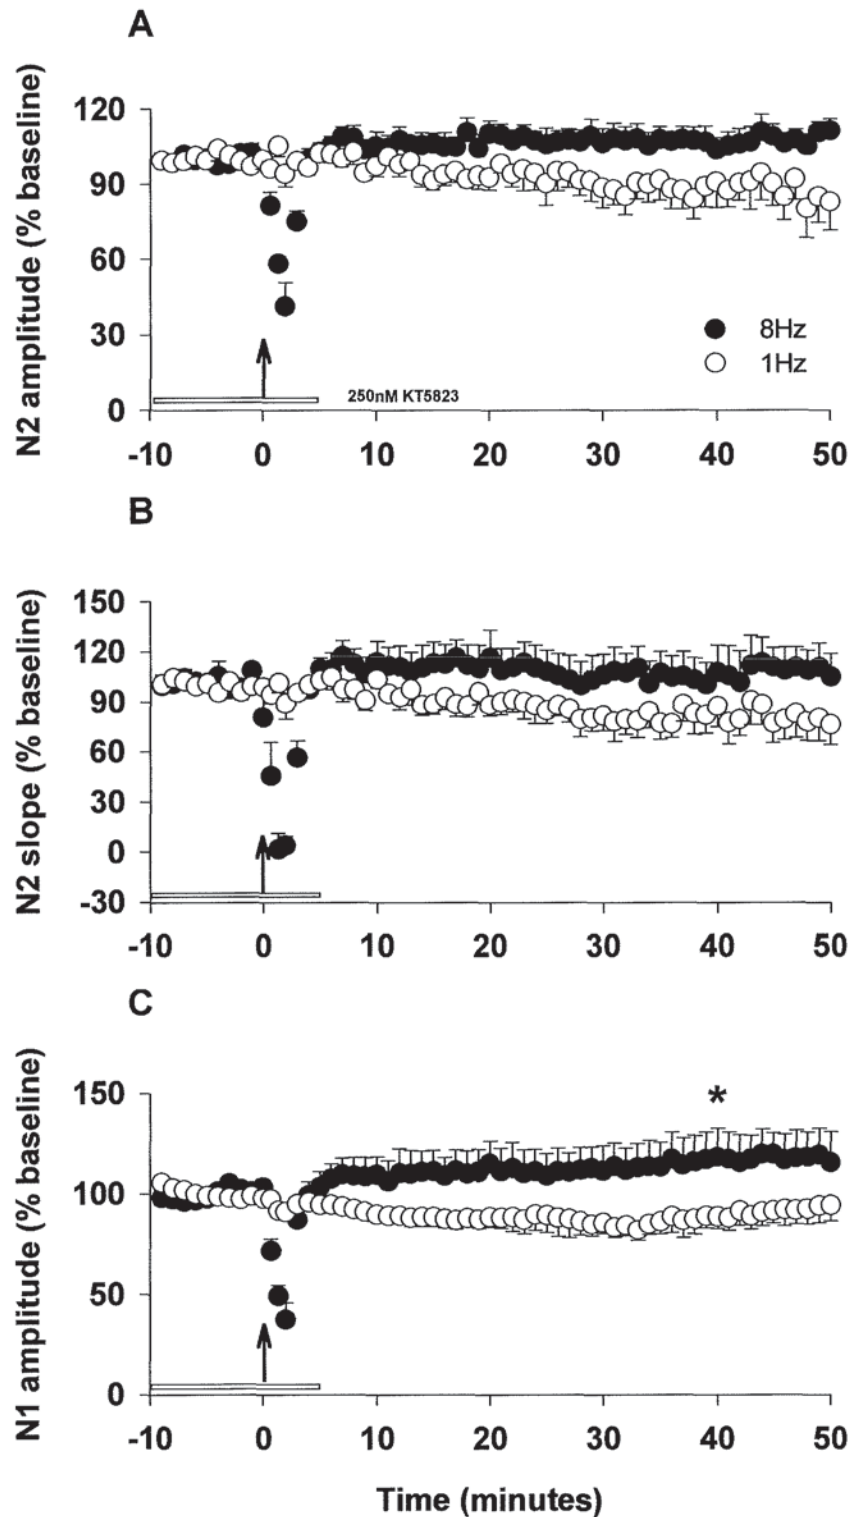 A
N2 amplitude (% baseline)
120
90
60
30
0
8Hz
1Hz
250nM KT5823
-10 0 10 20 30 40 50
B
N2 slope (% baseline)
150
120
90
60
30
0
-30
-10 0 10 20 30 40 50
C
N1 amplitude (% baseline)
150
100
50
0
*
-10 0 10 20 30 40 50
Time (minutes)